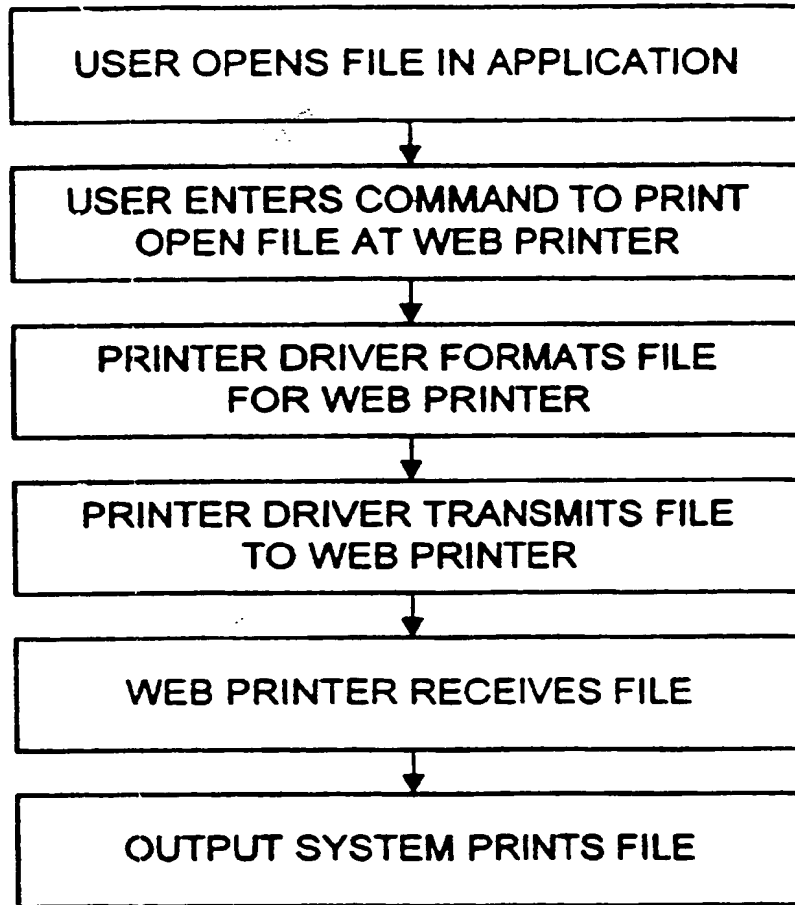 USER OPENS FILE IN APPLICATION
USER ENTERS COMMAND TO PRINT
OPEN FILE AT WEB PRINTER
PRINTER DRIVER FORMATS FILE
FOR WEB PRINTER
PRINTER DRIVER TRANSMITS FILE
TO WEB PRINTER
WEB PRINTER RECEIVES FILE
OUTPUT SYSTEM PRINTS FILE